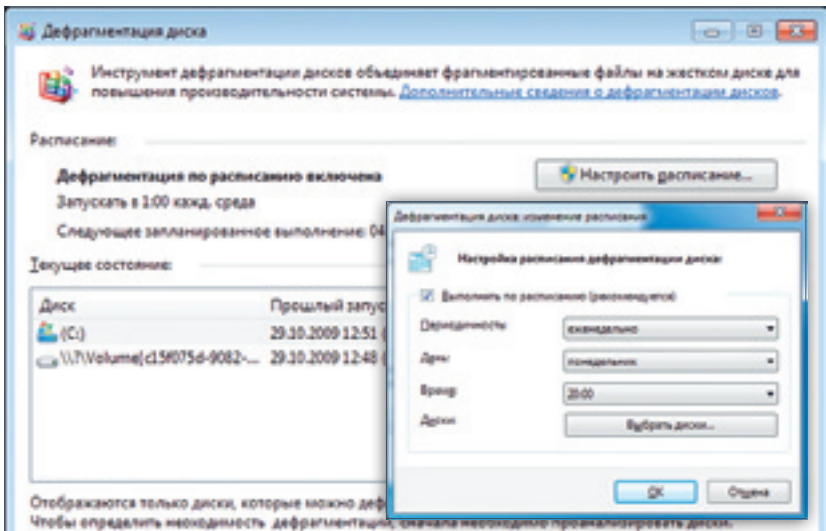 Дефрагментация диска
Инструмент дефрагментации дисков объединяет фрагментированные файлы на жестком диске для
повышения производительности системы. Дополнительные сведения о дефрагментации дисков.
Расписание:
Дефрагментация по расписанию включена
Настроить расписание...
Запускать в 1:00 кажд. среда
Следующее запланированное выполнение: 04
Текущее состояние:
Диск
Прошлый запус
(C:)
29.10.2009 12:51 (
\\?\Volume{c15f075d-9082-...
29.10.2009 12:48 (
Отображаются только диски, которые можно деф
Чтобы определить необходимость дефрагментации, сначала необходимо проанализировать диски.
Дефрагментация диска: изменение расписания
Настройка расписания дефрагментации диска:
Выполнять по расписанию (рекомендуется)
Периодичность:
еженедельно
День:
понедельник
Время:
20:00
Диски:
Выбрать диски...
OK
Отмена